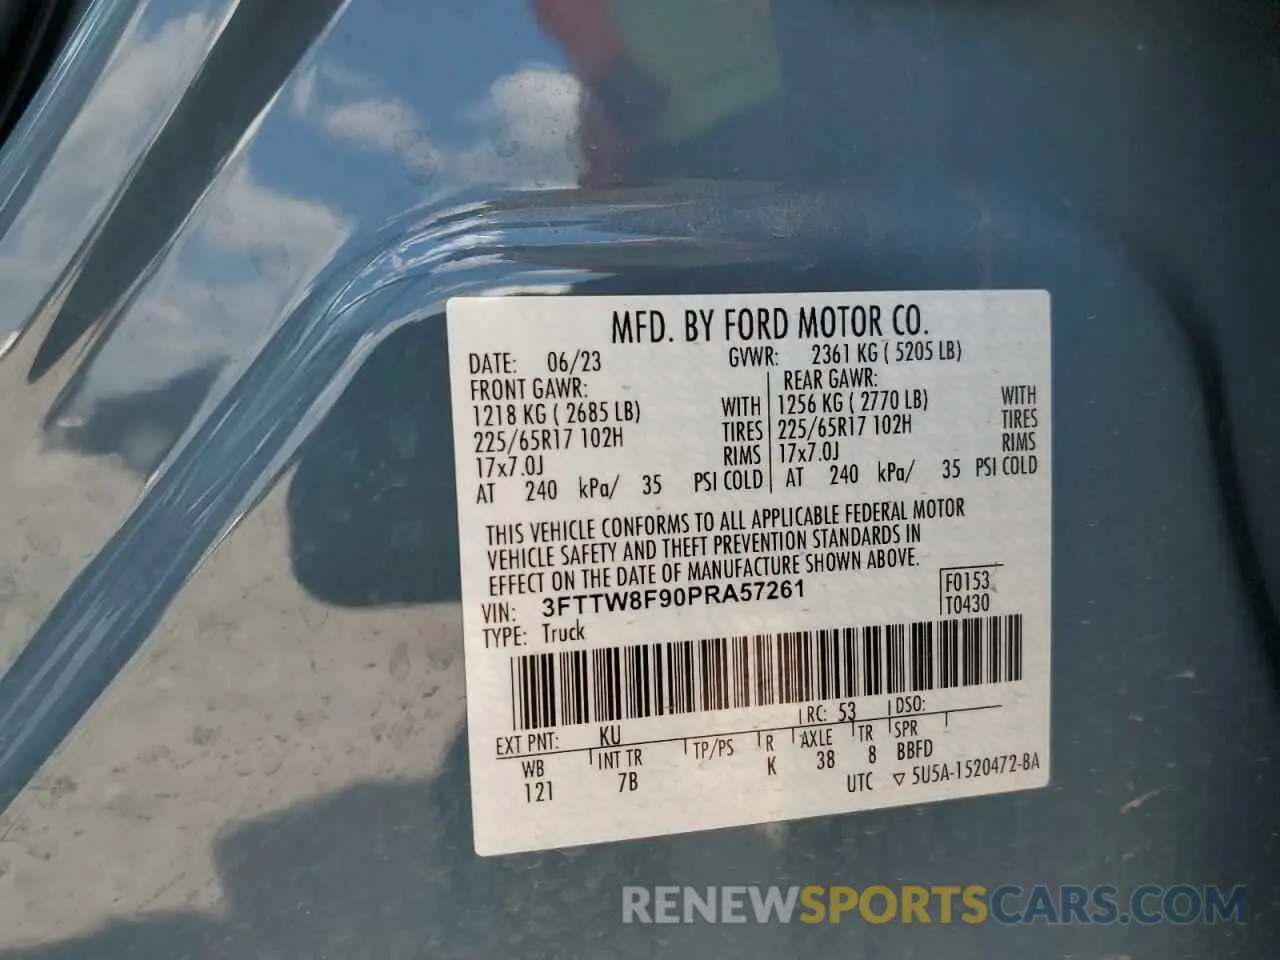 MFD. BY FORD MOTOR CO.
DATE: 06/23 GVWR: 2361 KG ( 5205 LB)
FRONT GAWR: REAR GAWR:
1218 KG ( 2685 LB) WITH 1256 KG ( 2770 LB) WITH
225/65R17 102H TIRES 225/65R17 102H TIRES
17x7.0J RIMS 17x7.0J RIMS
AT 240 kPa/ 35 PSI COLD AT 240 kPa/ 35 PSI COLD
THIS VEHICLE CONFORMS TO ALL APPLICABLE FEDERAL MOTOR
VEHICLE SAFETY AND THEFT PREVENTION STANDARDS IN
EFFECT ON THE DATE OF MANUFACTURE SHOWN ABOVE.
VIN: 3FTTW8F90PRA57261 F0153
TYPE: Truck T0430
EXT PNT: KU RC: 53 DSO:
WB INT TR TP/PS R AXLE TR SPR
121 7B K 38 8 BBFD
UTC ▽ 5U5A-1520472-BA
RENEWSPORTSCARS.COM